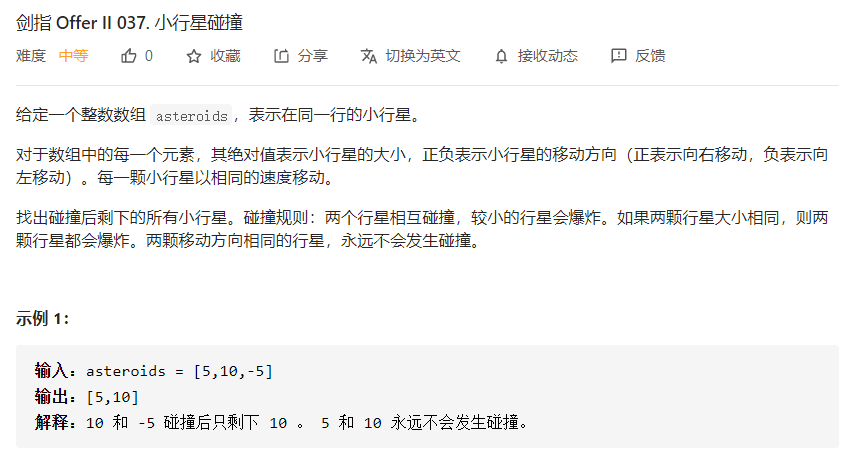 剑指 Offer II 037. 小行星碰撞
难度 中等 0 收藏 分享 切换为英文 接收动态 反馈
给定一个整数数组 asteroids，表示在同一行的小行星。
对于数组中的每一个元素，其绝对值表示小行星的大小，正负表示小行星的移动方向（正表示向右移动，负表示向
左移动）。每一颗小行星以相同的速度移动。
找出碰撞后剩下的所有小行星。碰撞规则：两个行星相互碰撞，较小的行星会爆炸。如果两颗行星大小相同，则两
颗行星都会爆炸。两颗移动方向相同的行星，永远不会发生碰撞。
示例 1：
输入：asteroids = [5,10,-5]
输出：[5,10]
解释：10 和 -5 碰撞后只剩下 10 。 5 和 10 永远不会发生碰撞。